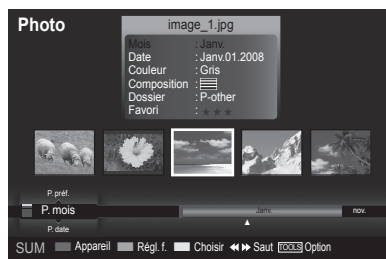 Photo
image_1.jpg
Mois : Janv.
Date : Janv.01.2008
Couleur : Gris
Composition :
Dossier : P-other
Favori : ★ ★ ★
P. préf.
P. mois
Janv.
nov.
P. date
SUM Appareil Régl. f. Choisir ◄◄ ►► Saut TOOLS Option